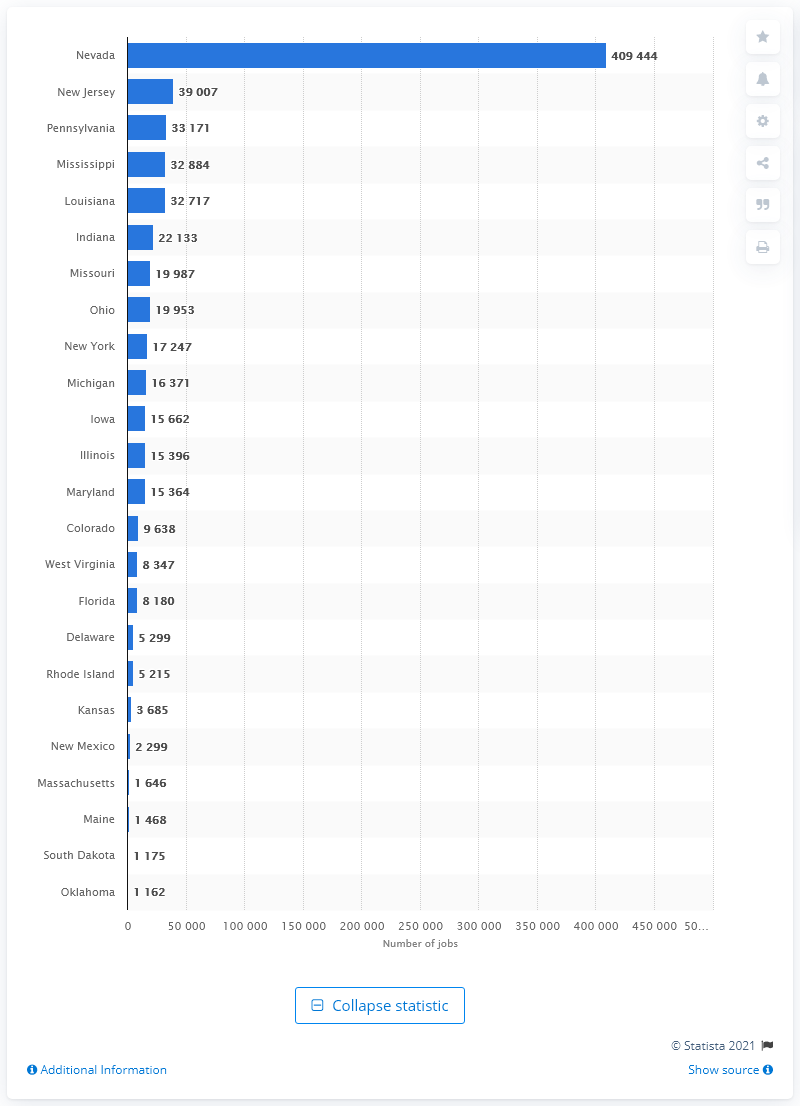 Nevada 409 444
New Jersey 39 007
Pennsylvania 33 171
Mississippi 32 884
Louisiana 32 717
Indiana 22 133
Missouri 19 987
Ohio 19 953
New York 17 247
Michigan 16 371
Iowa 15 662
Illinois 15 396
Maryland 15 364
Colorado 9 638
West Virginia 8 347
Florida 8 180
Delaware 5 299
Rhode Island 5 215
Kansas 3 685
New Mexico 2 299
Massachusetts 1 646
Maine 1 468
South Dakota 1 175
Oklahoma 1 162
0 50 000 100 000 150 000 200 000 250 000 300 000 350 000 400 000 450 000 50…
Number of jobs
Collapse statistic
© Statista 2021
Additional Information Show source